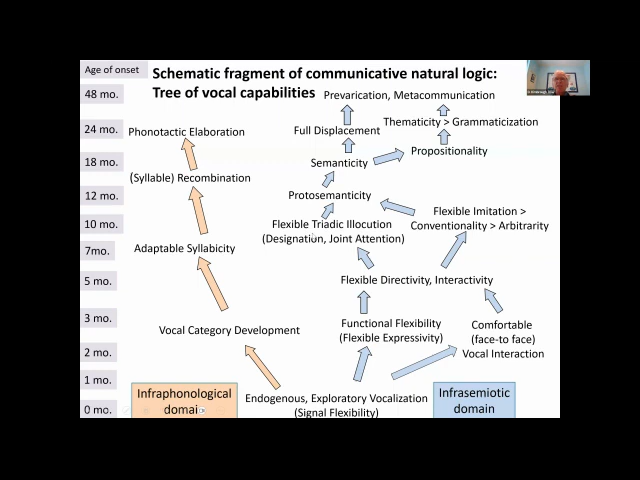 Age of onset
Schematic fragment of communicative natural logic:
Tree of vocal capabilities
48 mo.
Prevarication, Metacommunication
24 mo.
Phonotactic Elaboration
Full Displacement
Thematicity > Grammaticization
18 mo.
Semanticity
Propositionality
(Syllable) Recombination
12 mo.
Protosemanticity
10 mo.
Flexible Triadic Illocution
(Designation, Joint Attention)
Flexible Imitation >
Conventionality > Arbitrarity
7mo.
Adaptable Syllabicity
5 mo.
Flexible Directivity, Interactivity
3 mo.
Vocal Category Development
Functional Flexibility
(Flexible Expressivity)
Comfortable
(face-to face)
Vocal Interaction
2 mo.
1 mo.
Infraphonological
domain
Endogenous, Exploratory Vocalization
(Signal Flexibility)
Infrasemiotic
domain
0 mo.